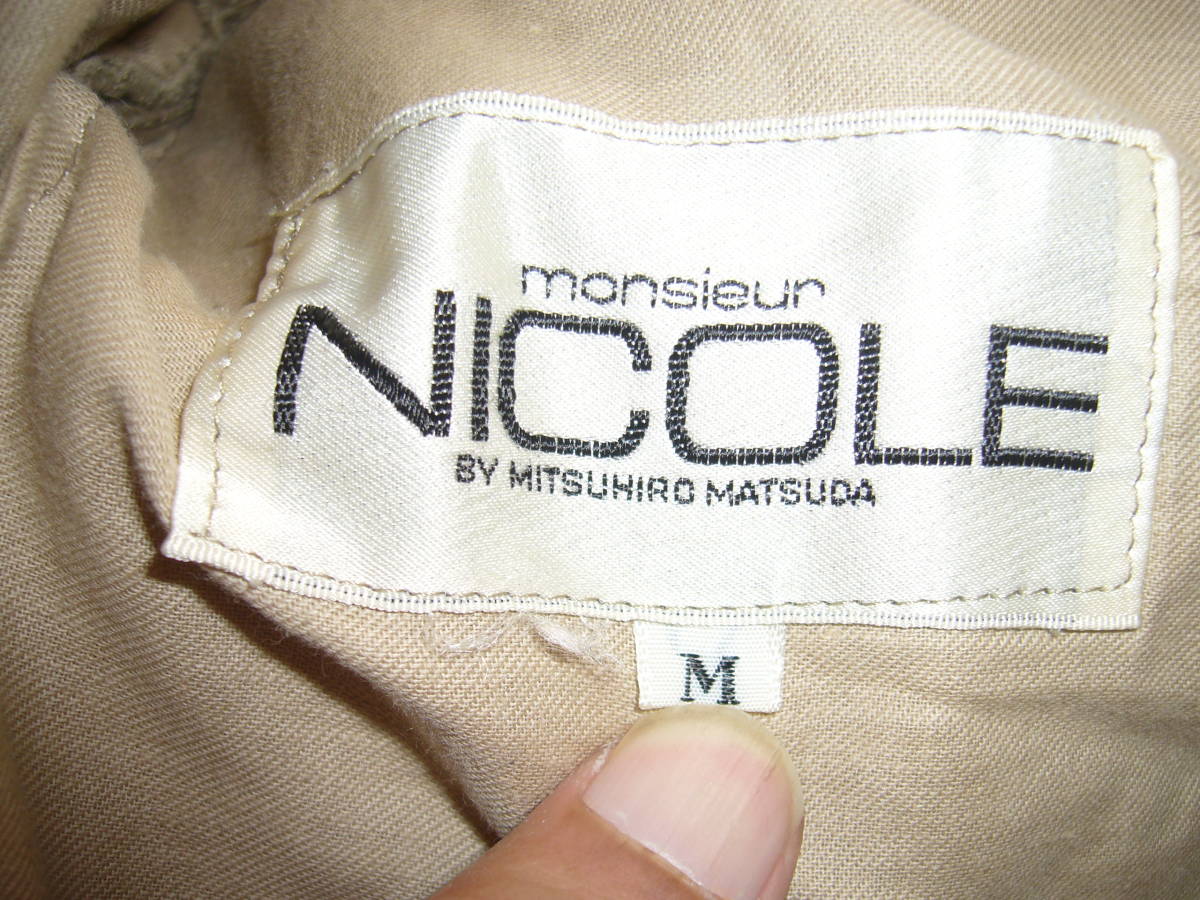 monsieur
NICOLE
BY MITSUHIRO MATSUDA
M